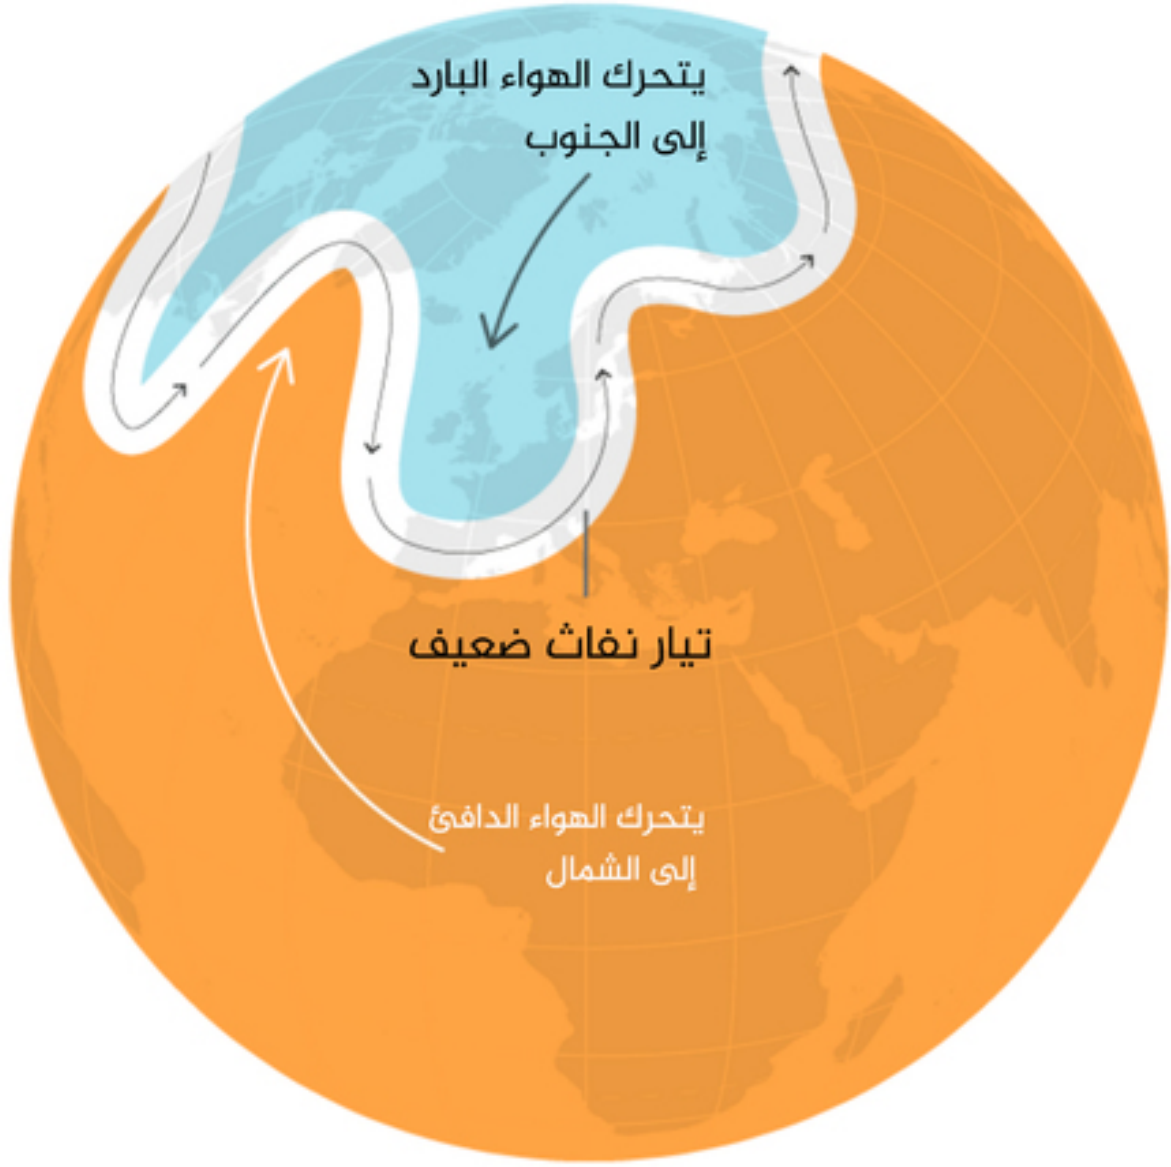 يتحرك الهواء البارد
إلى الجنوب
تيار نفاث ضعيف
يتحرك الهواء الدافئ
إلى الشمال